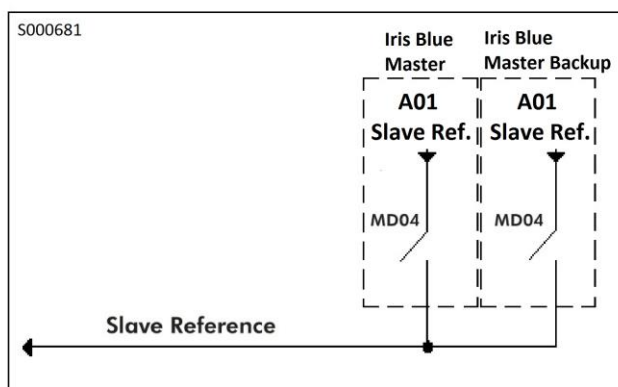 S000681
Iris Blue
Master
Iris Blue
Master Backup
A01
Slave Ref.
A01
Slave Ref.
MD04
MD04
Slave Reference